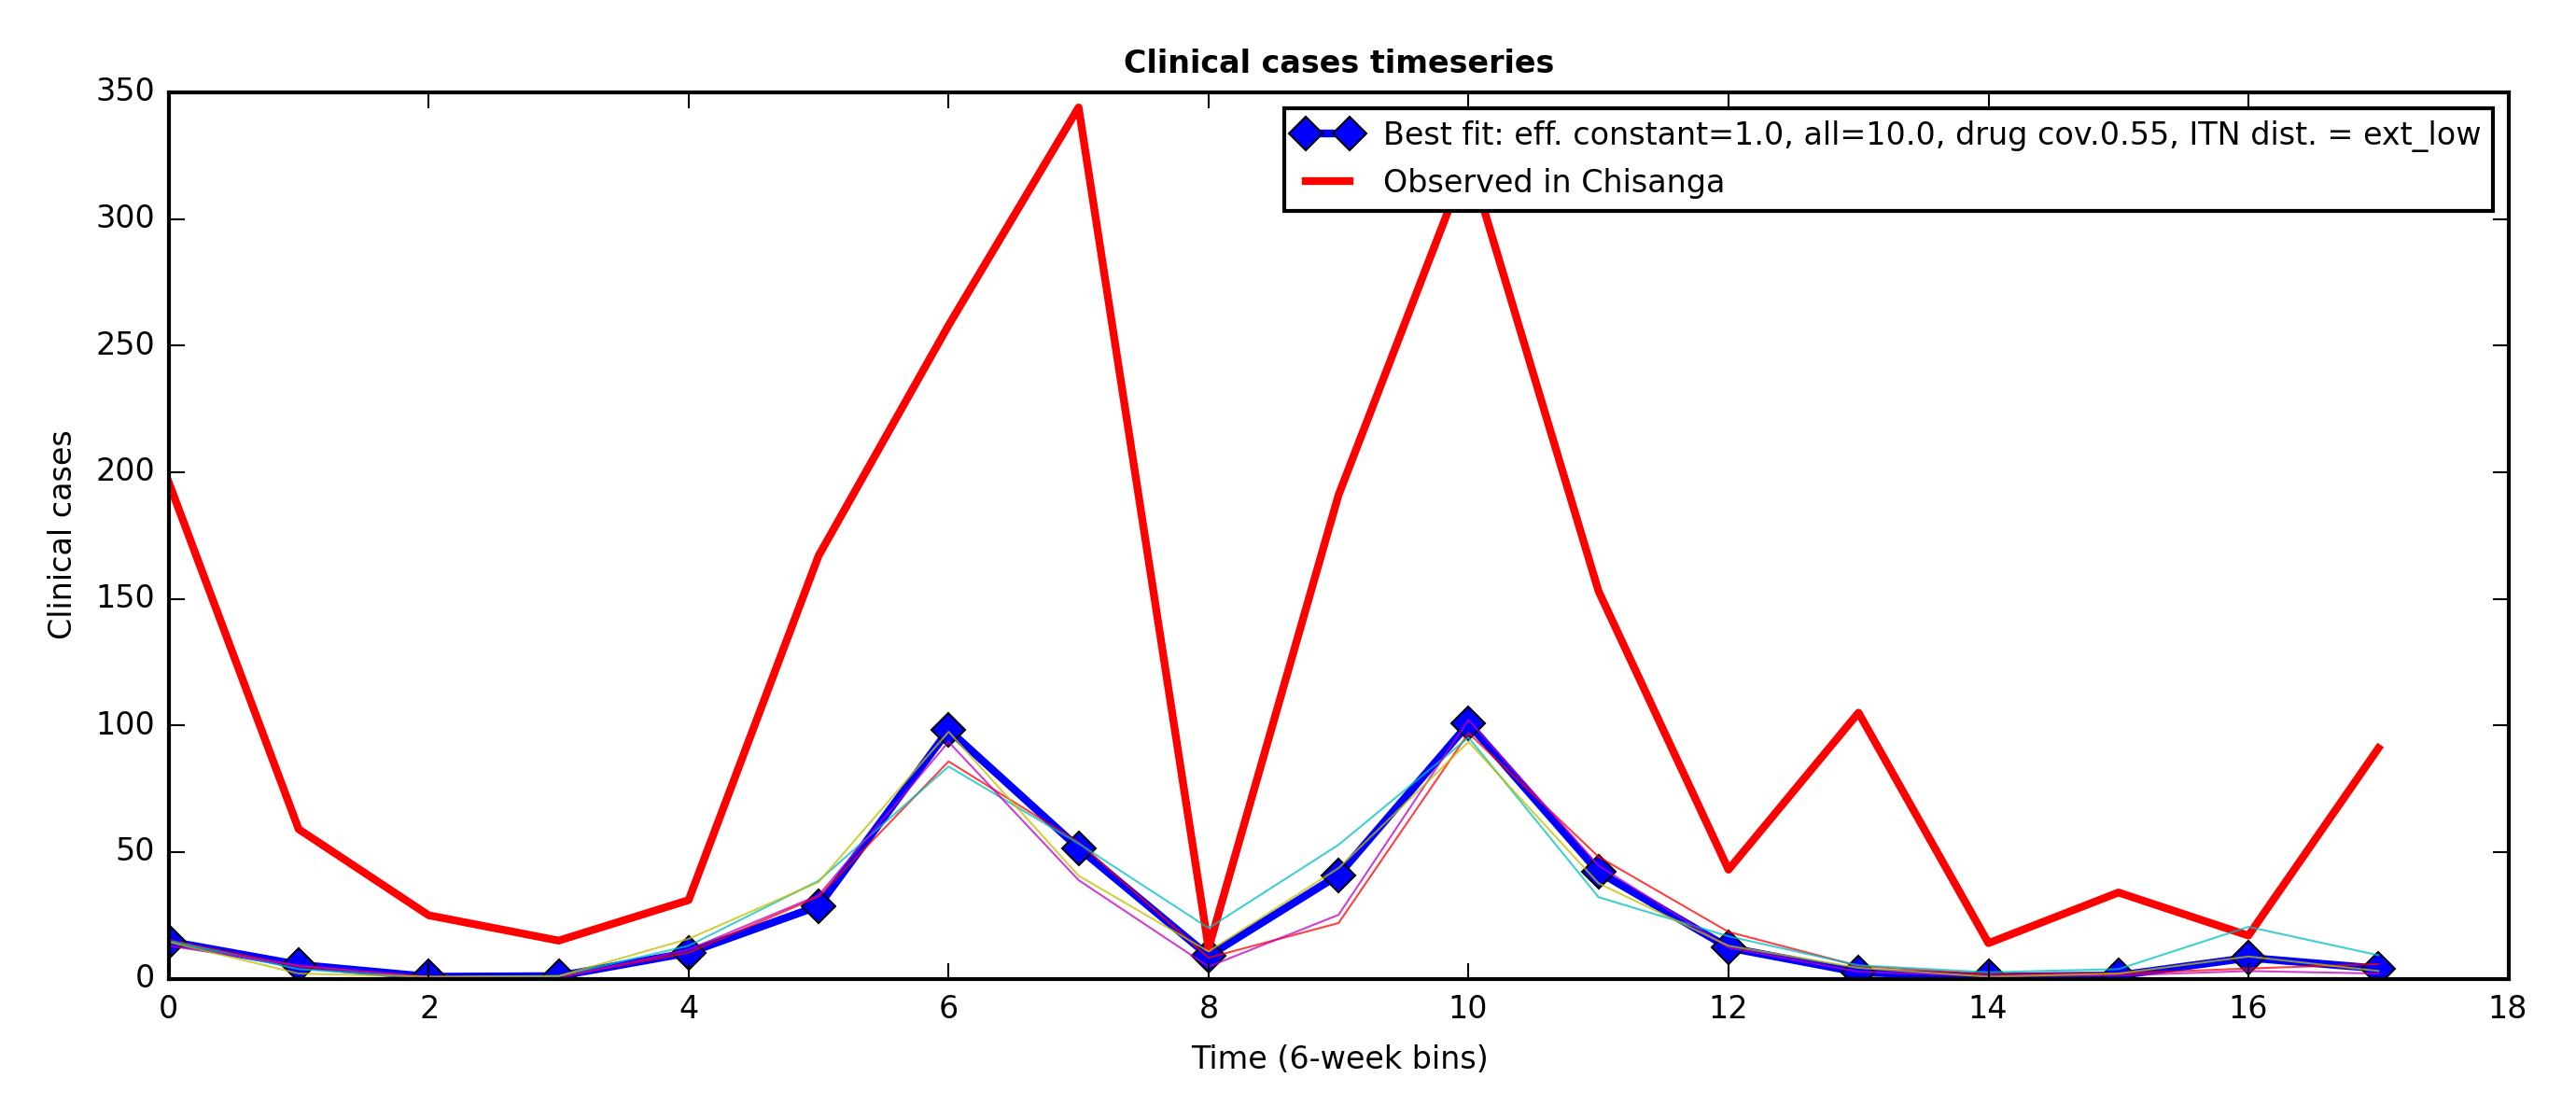 Clinical cases timeseries
350
300
250
200
150
100
50
0
Clinical cases
Best fit: eff. constant=1.0, all=10.0, drug cov.0.55, ITN dist. = ext_low
Observed in Chisanga
0 2 4 6 8 10 12 14 16 18
Time (6-week bins)